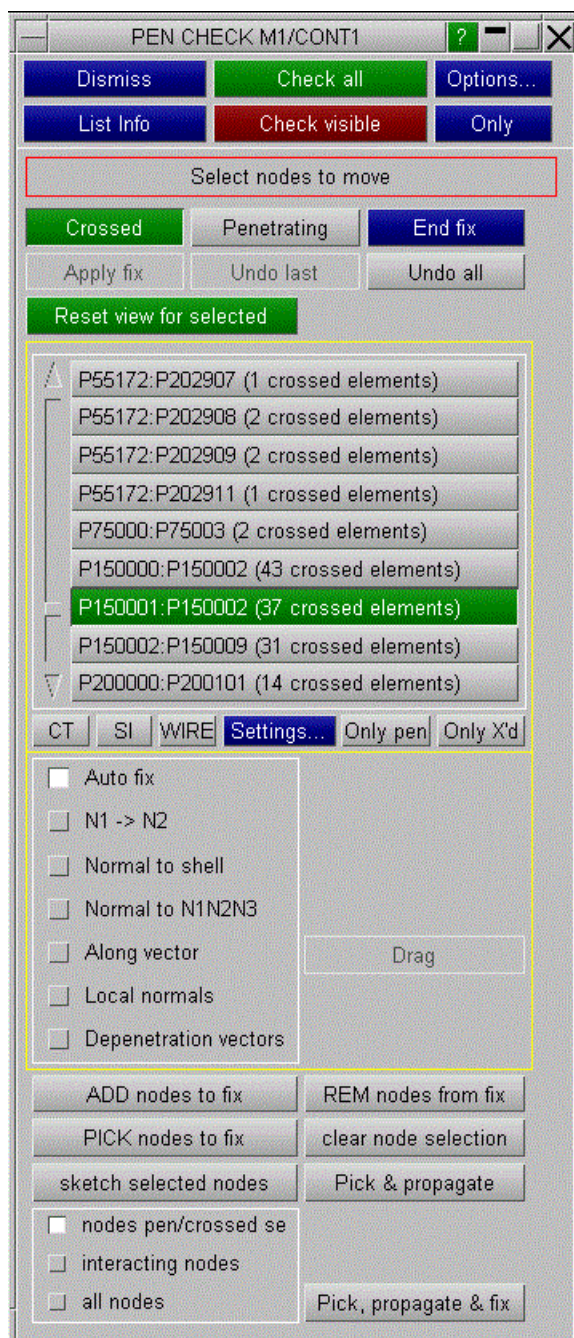 PEN CHECK M1/CONT1 ?
Dismiss Check all Options...
List Info Check visible Only
Select nodes to move
Crossed Penetrating End fix
Apply fix Undo last Undo all
Reset view for selected
P55172:P202907 (1 crossed elements)
P55172:P202908 (2 crossed elements)
P55172:P202909 (2 crossed elements)
P55172:P202911 (1 crossed elements)
P75000:P75003 (2 crossed elements)
P150000:P150002 (43 crossed elements)
P150001:P150002 (37 crossed elements)
P150002:P150009 (31 crossed elements)
P200000:P200101 (14 crossed elements)
CT SI WIRE Settings... Only pen Only X'd
Auto fix
N1 -> N2
Normal to shell
Normal to N1N2N3
Along vector Drag
Local normals
Depenetration vectors
ADD nodes to fix REM nodes from fix
PICK nodes to fix clear node selection
sketch selected nodes Pick & propagate
nodes pen/crossed se
interacting nodes
all nodes Pick, propagate & fix